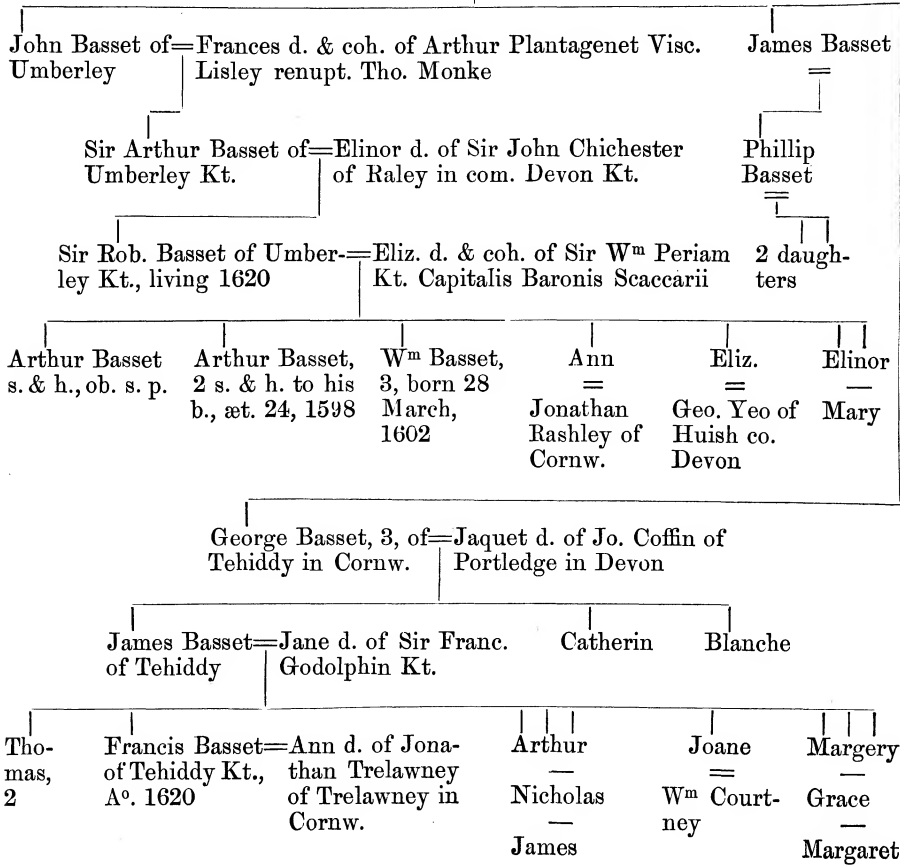 John Basset of=Frances d. & coh. of Arthur Plantagenet Visc.
Umberley
Lisley renupt. Tho. Monke
James Basset
=
Sir Arthur Basset of=Elinor d. of Sir John Chichester
Umberley Kt.
of Raley in com. Devon Kt.
Phillip
Basset
=
Sir Rob. Basset of Umber-=Eliz. d. & coh. of Sir Wm Periam
ley Kt., living 1620
Kt. Capitalis Baronis Scaccarii
2 daugh-
ters
Arthur Basset
s. & h., ob. s. p.
Arthur Basset,
2 s. & h. to his
b., æt. 24, 1598
Wm Basset,
3, born 28
March,
1602
Ann
=
Jonathan
Rashley of
Cornw.
Eliz.
=
Geo. Yeo of
Huish co.
Devon
Elinor
—
Mary
George Basset, 3, of=Jaquet d. of Jo. Coffin of
Tehiddy in Cornw.
Portledge in Devon
James Basset=Jane d. of Sir Franc.
of Tehiddy
Godolphin Kt.
Catherin
Blanche
Tho-
mas,
2
Francis Basset=Ann d. of Jona-
of Tehiddy Kt.,
Ao. 1620
than Trelawney
of Trelawney in
Cornw.
Arthur
—
Nicholas
—
James
Joane
=
Wm Court-
ney
Margery
—
Grace
—
Margaret